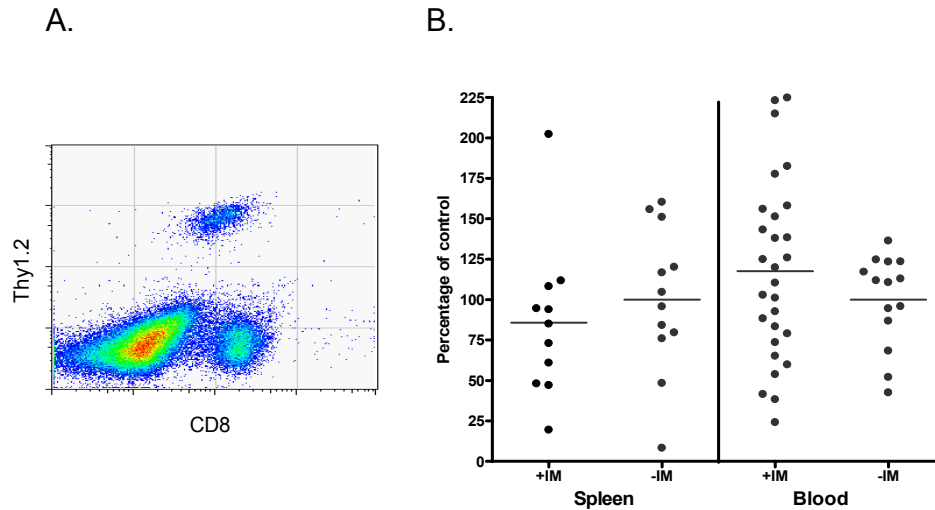 A.
B.
Thy1.2
CD8
Percentage of control
225
200
175
150
125
100
75
50
25
0
+IM
-IM
+IM
-IM
Spleen
Blood